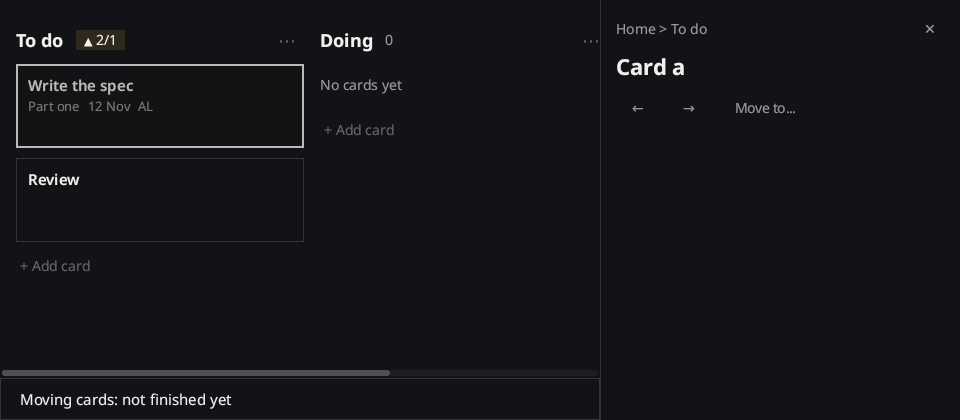 To do ▲ 2/1 ...
Write the spec
Part one 12 Nov AL
Review
+ Add card
Doing 0 ...
No cards yet
+ Add card
Moving cards: not finished yet
Home > To do ✕
Card a
← → Move to...